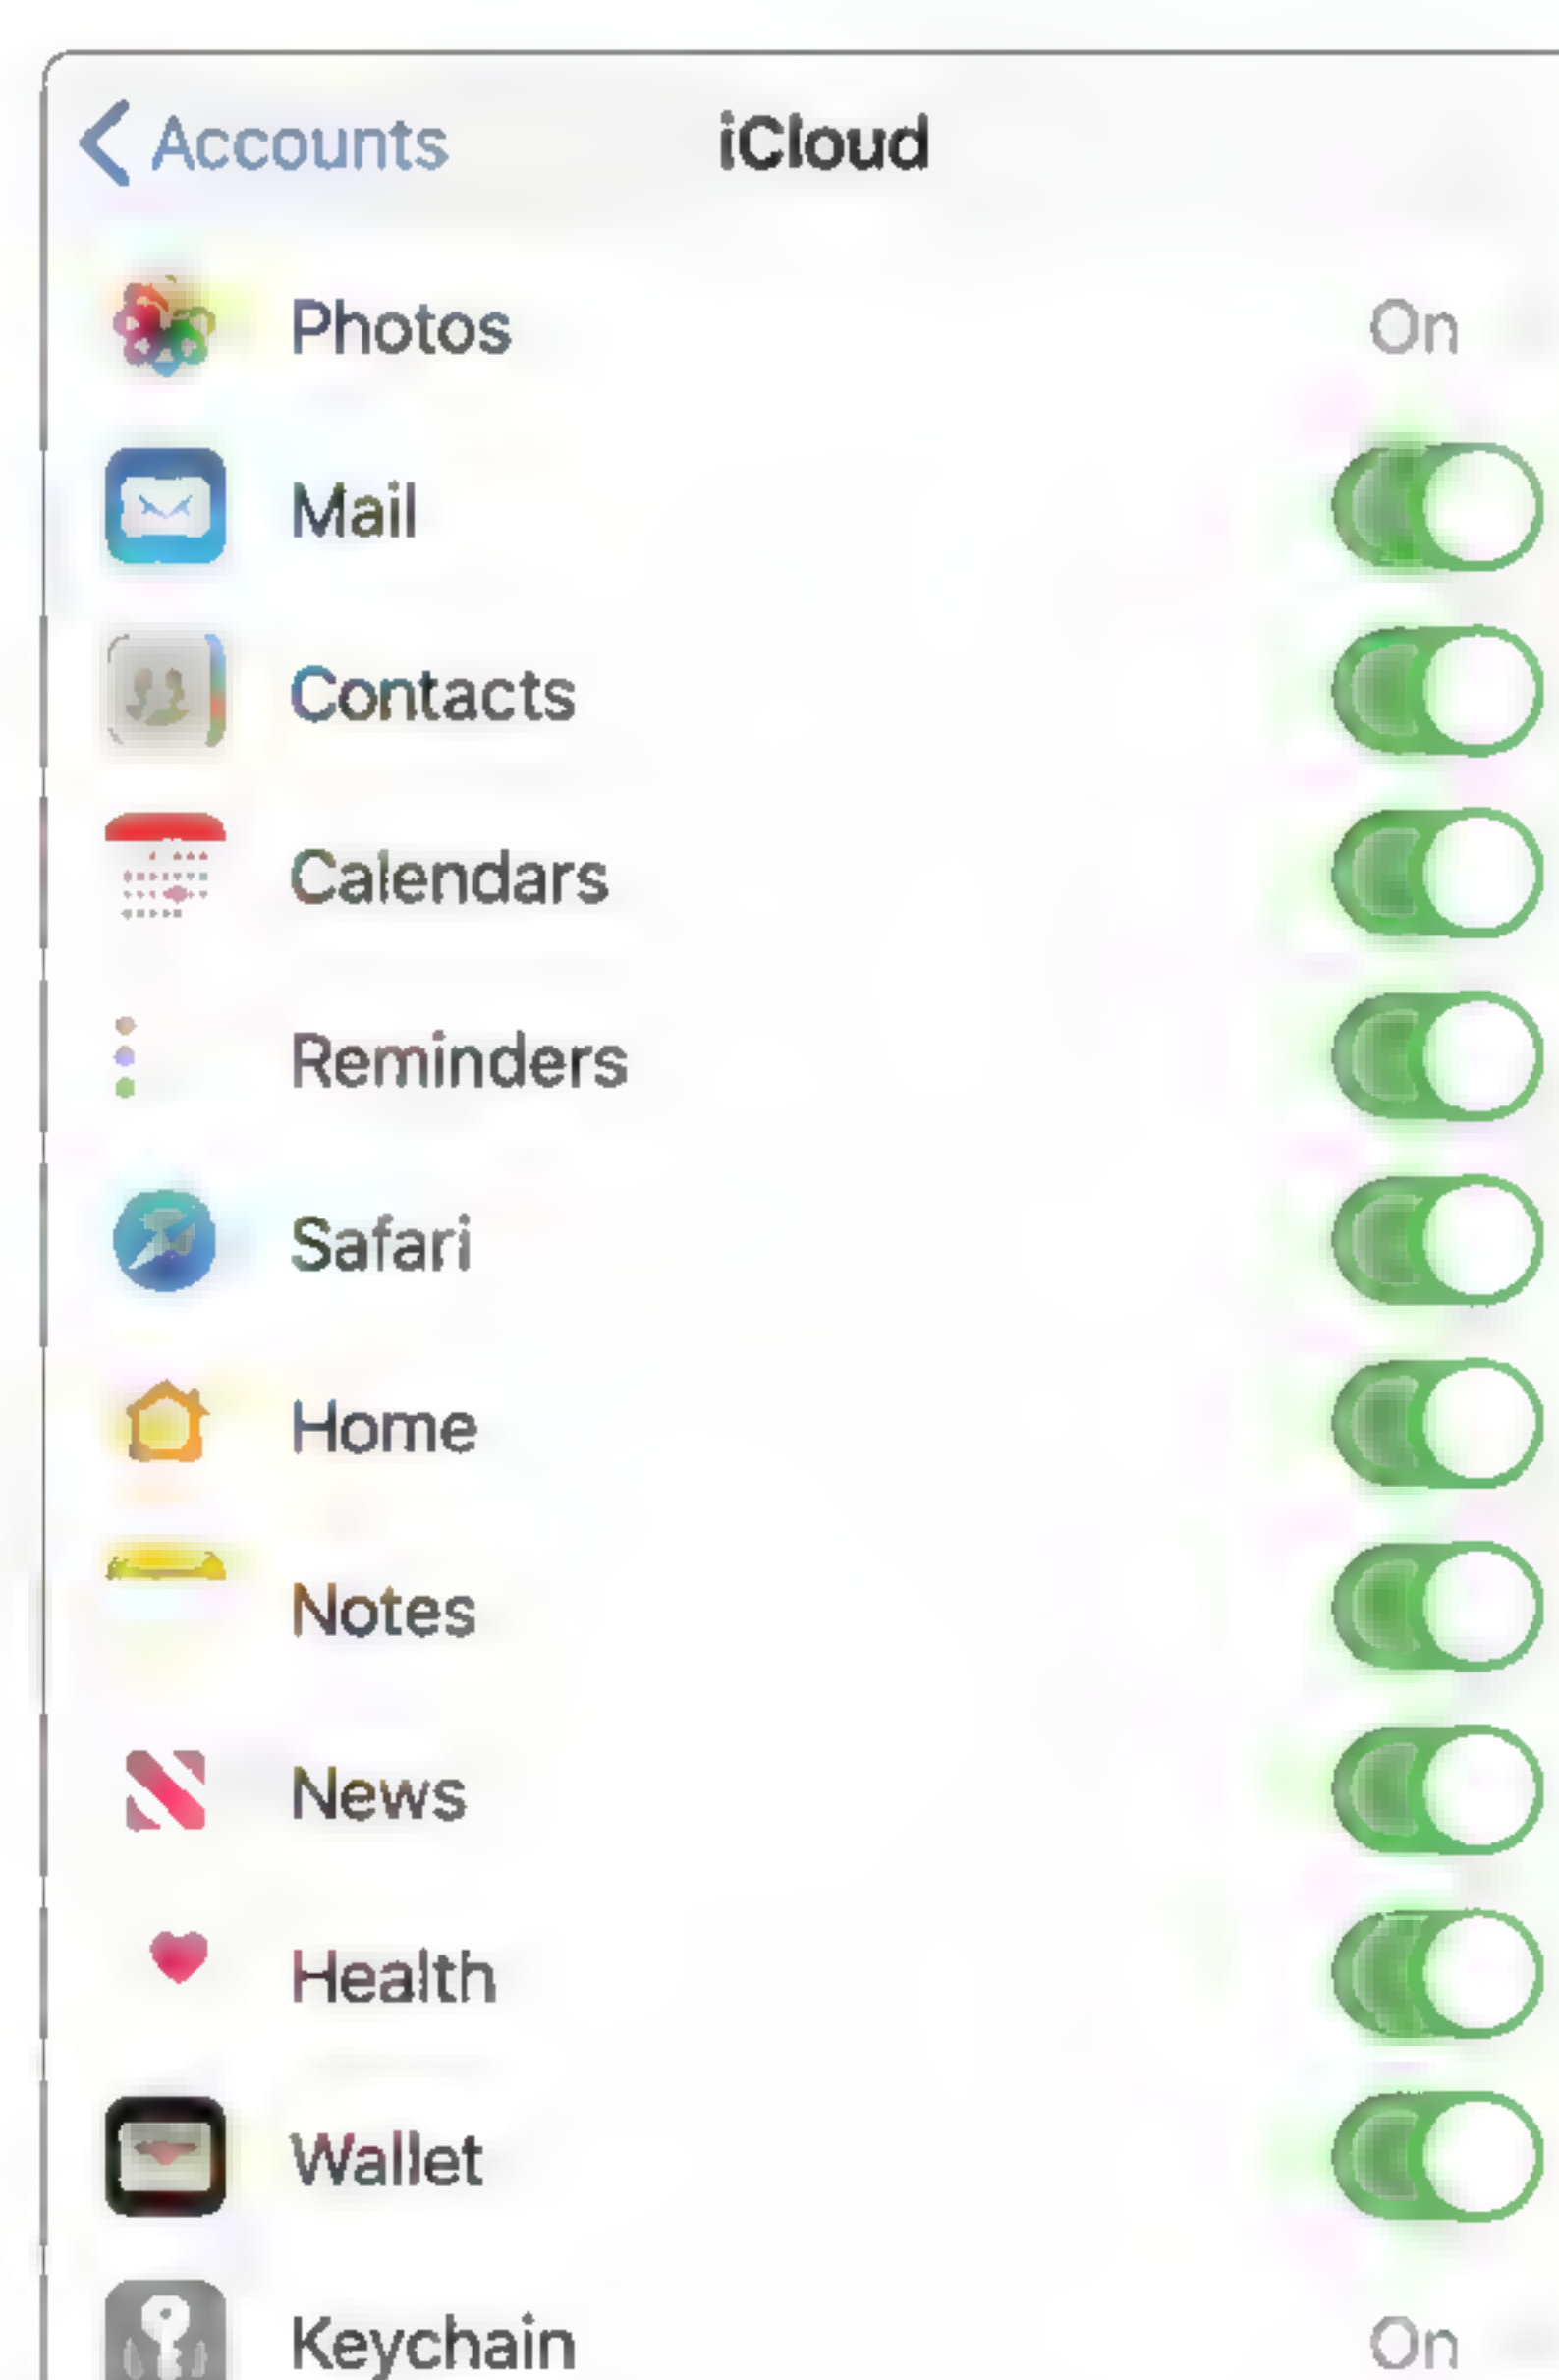 Accounts iCloud
Photos On
Mail
Contacts
Calendars
Reminders
Safari
Home
Notes
News
Health
Wallet
Keychain On